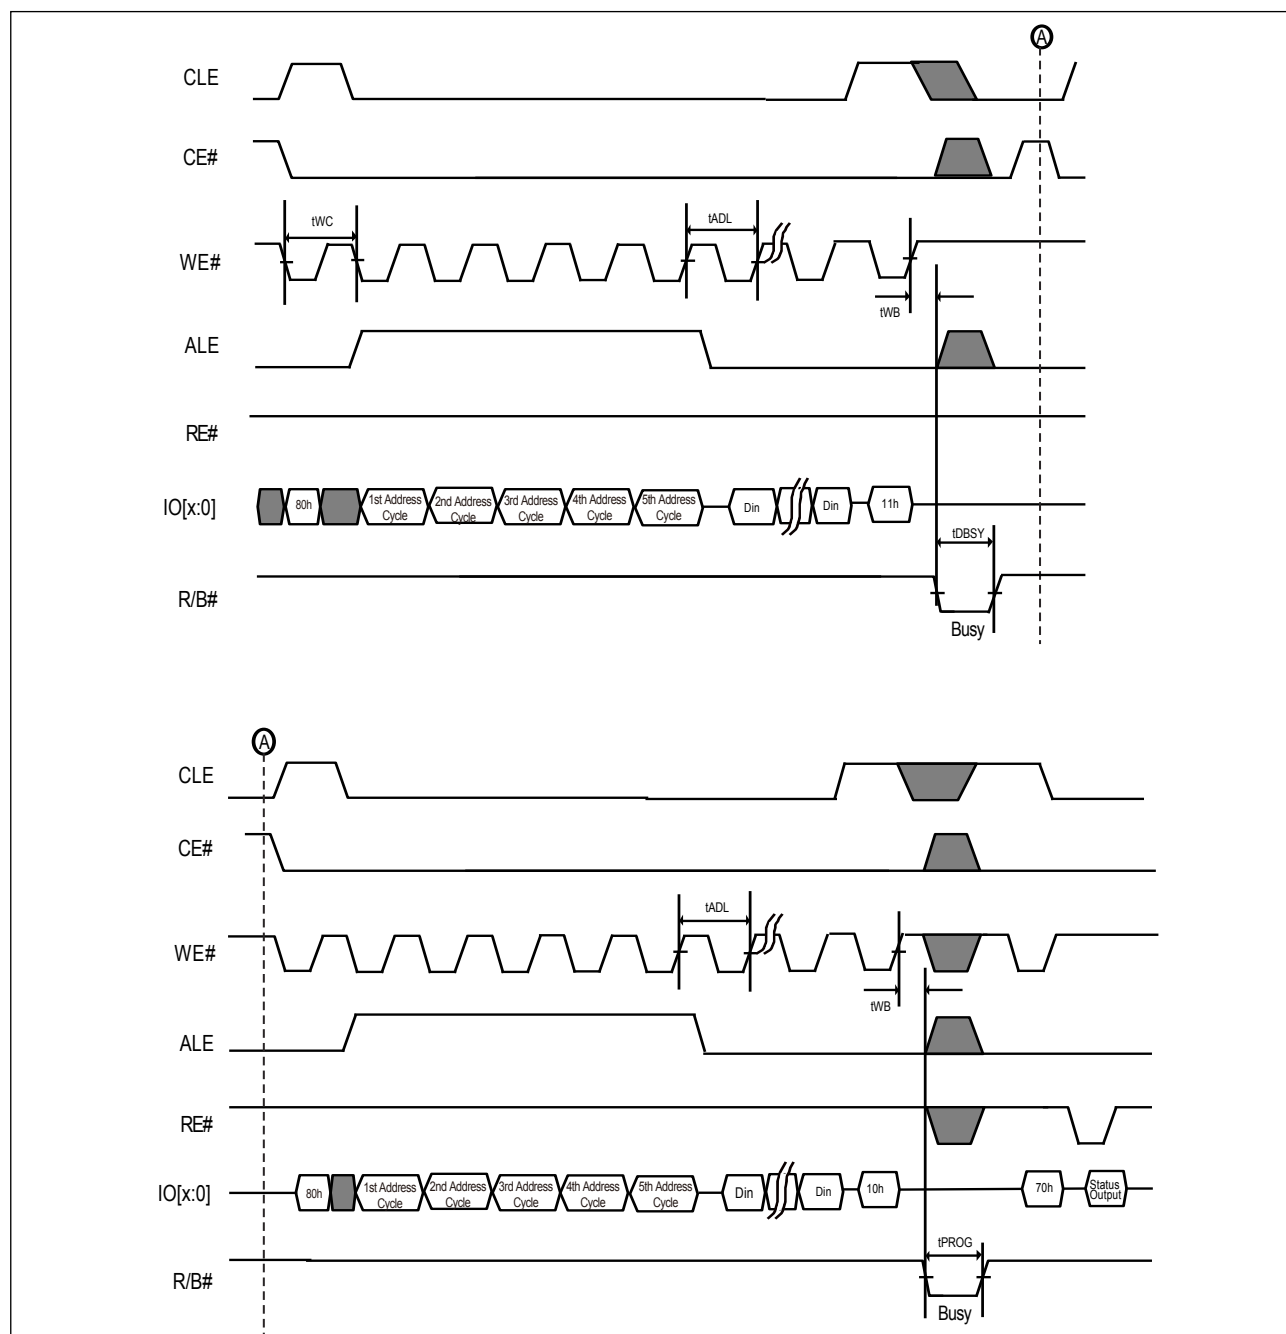 A
CLE
CE#
tWC
tADL
WE#
tWB
ALE
RE#
IO[x:0]
80h
1st Address
Cycle
2nd Address
Cycle
3rd Address
Cycle
4th Address
Cycle
5th Address
Cycle
Din
Din
11h
tDBSY
R/B#
Busy
A
CLE
CE#
tADL
WE#
tWB
ALE
RE#
IO[x:0]
80h
1st Address
Cycle
2nd Address
Cycle
3rd Address
Cycle
4th Address
Cycle
5th Address
Cycle
Din
Din
10h
70h
Status
Output
tPROG
R/B#
Busy